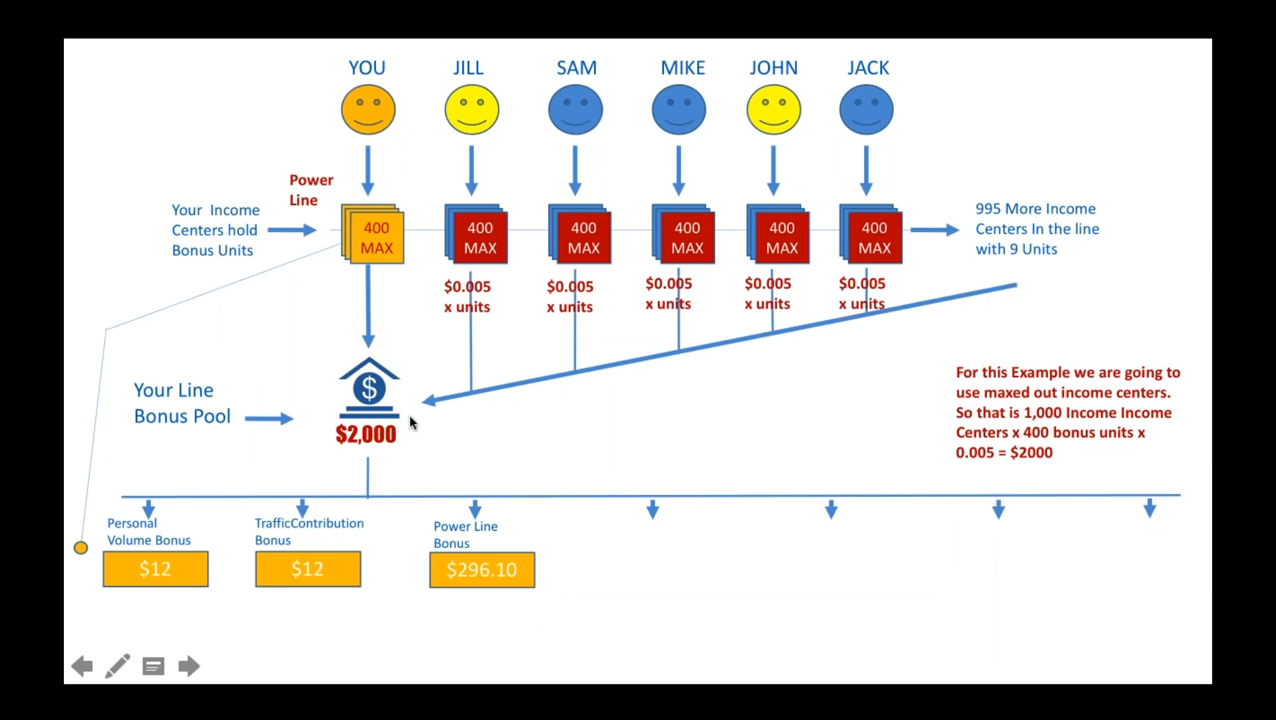 YOU JILL SAM MIKE JOHN JACK
Power
Line
Your Income
Centers hold
Bonus Units
400
MAX
400
MAX
400
MAX
400
MAX
400
MAX
400
MAX
995 More Income
Centers In the line
with 9 Units
$0.005
x units
$0.005
x units
$0.005
x units
$0.005
x units
$0.005
x units
Your Line
Bonus Pool
$
$2,000
For this Example we are going to
use maxed out income centers.
So that is 1,000 Income Income
Centers x 400 bonus units x
0.005 = $2000
Personal
Volume Bonus
$12
TrafficContribution
Bonus
$12
Power Line
Bonus
$296.10